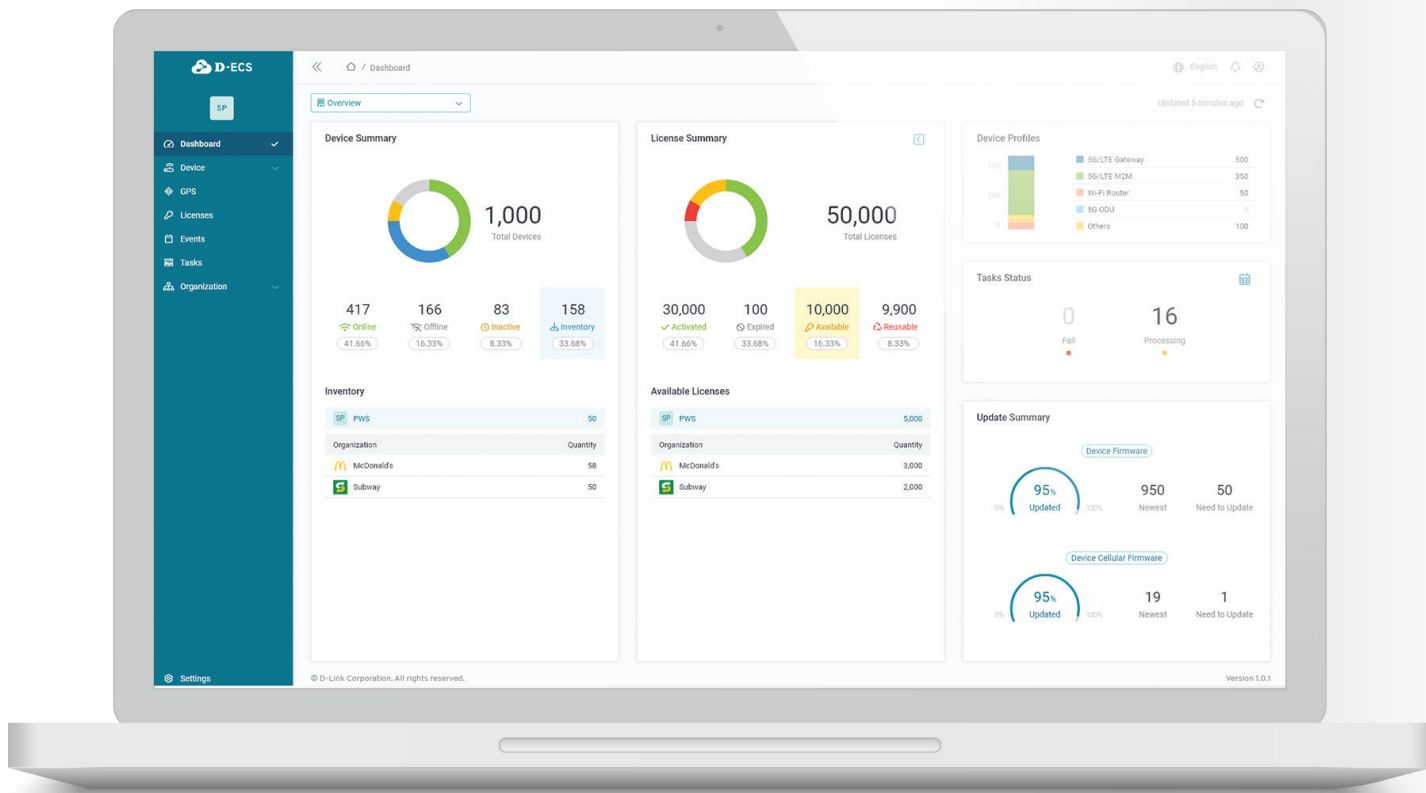 D-ECS
/ Dashboard
English
SP
Overview
Updated 5 minutes ago
Dashboard
Device
GPS
Licenses
Events
Tasks
Organization
Settings
Device Summary
1,000
Total Devices
417 166 83 158
Online Offline Inactive Inventory
41.66% 16.33% 8.33% 33.68%
Inventory
SP PWS 50
Organization Quantity
McDonald's 58
Subway 50
License Summary
50,000
Total Licenses
30,000 100 10,000 9,900
Activated Expired Available Reusable
41.66% 33.68% 16.33% 8.33%
Available Licenses
SP PWS 5,000
Organization Quantity
McDonald's 3,000
Subway 2,000
Device Profiles
400
200
0
5G/LTE Gateway 500
5G/LTE M2M 350
Wi-Fi Router 50
5G ODU 0
Others 100
Tasks Status
0 16
Fail Processing
Update Summary
Device Firmware
95% 950 50
0% Updated 100% Newest Need to Update
Device Cellular Firmware
95% 19 1
0% Updated 100% Newest Need to Update
© D-Link Corporation. All rights reserved.
Version 1.0.1